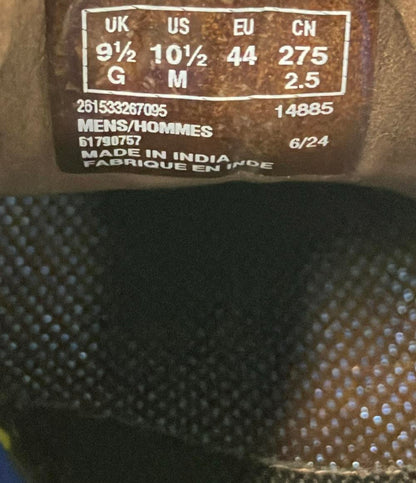 UK US EU CN
9½ 10½ 44 275
G M 2.5
261533267095 14885
MENS/HOMMES
61790757 6/24
MADE IN INDIA
FABRIQUE EN INDE